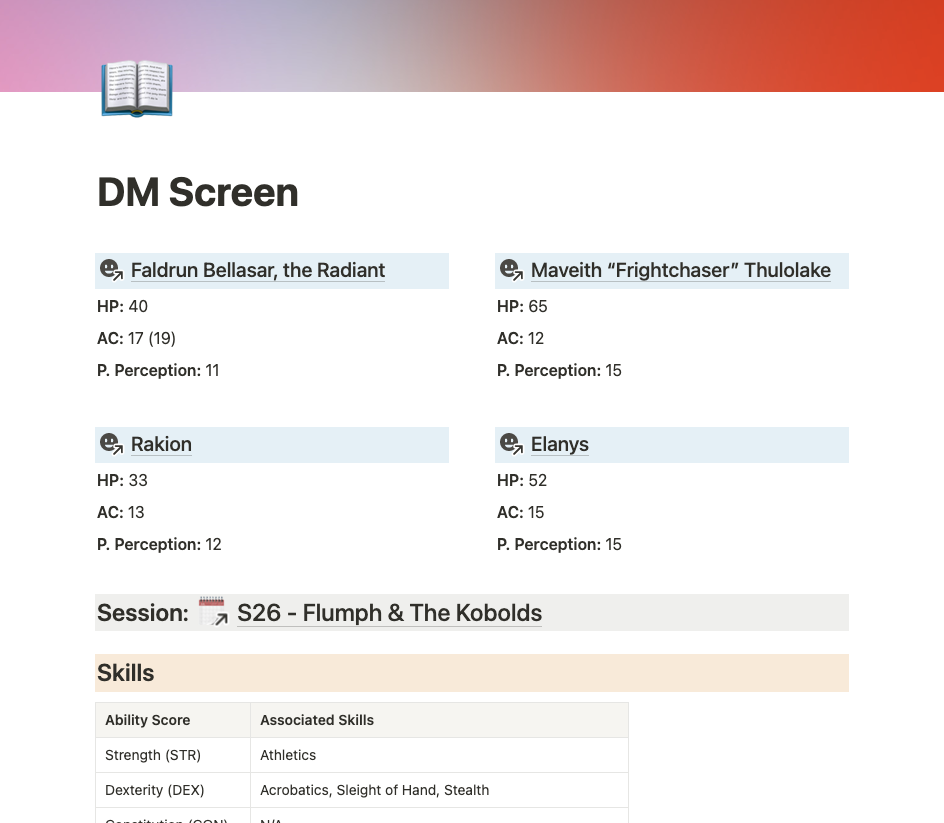 DM Screen
Faldrun Bellasar, the Radiant
HP: 40
AC: 17 (19)
P. Perception: 11
Maveith “Frightchaser” Thulolake
HP: 65
AC: 12
P. Perception: 15
Rakion
HP: 33
AC: 13
P. Perception: 12
Elanys
HP: 52
AC: 15
P. Perception: 15
Session: S26 - Flumph & The Kobolds
Skills
Ability Score Associated Skills
Strength (STR) Athletics
Dexterity (DEX) Acrobatics, Sleight of Hand, Stealth
Constitution (CON) N/A